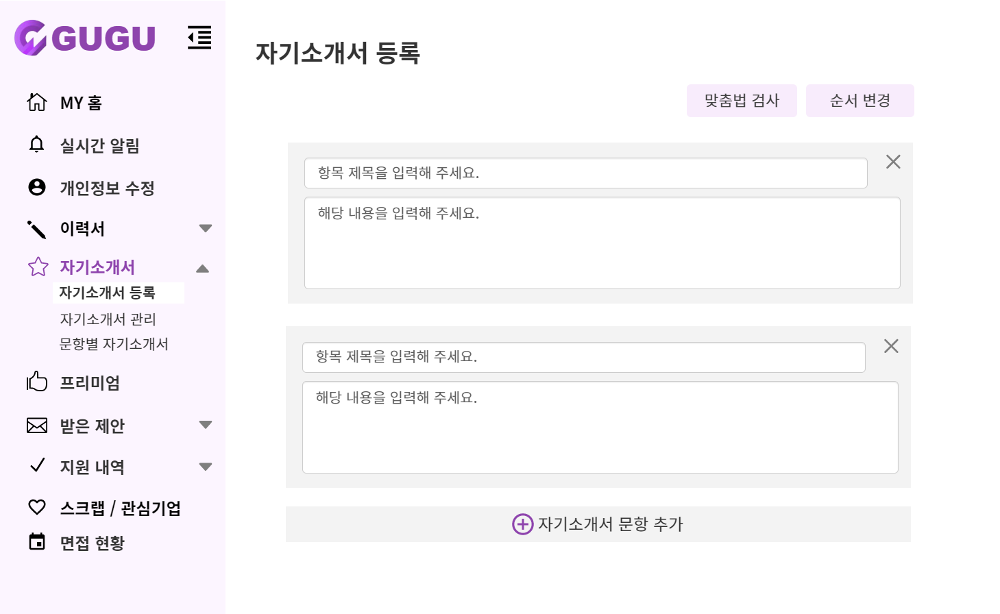 GUGU
MY 홈
실시간 알림
개인정보 수정
이력서
자기소개서
자기소개서 등록
자기소개서 관리
문항별 자기소개서
프리미엄
받은 제안
지원 내역
스크랩 / 관심기업
면접 현황
자기소개서 등록
맞춤법 검사
순서 변경
항목 제목을 입력해 주세요.
해당 내용을 입력해 주세요.
항목 제목을 입력해 주세요.
해당 내용을 입력해 주세요.
자기소개서 문항 추가